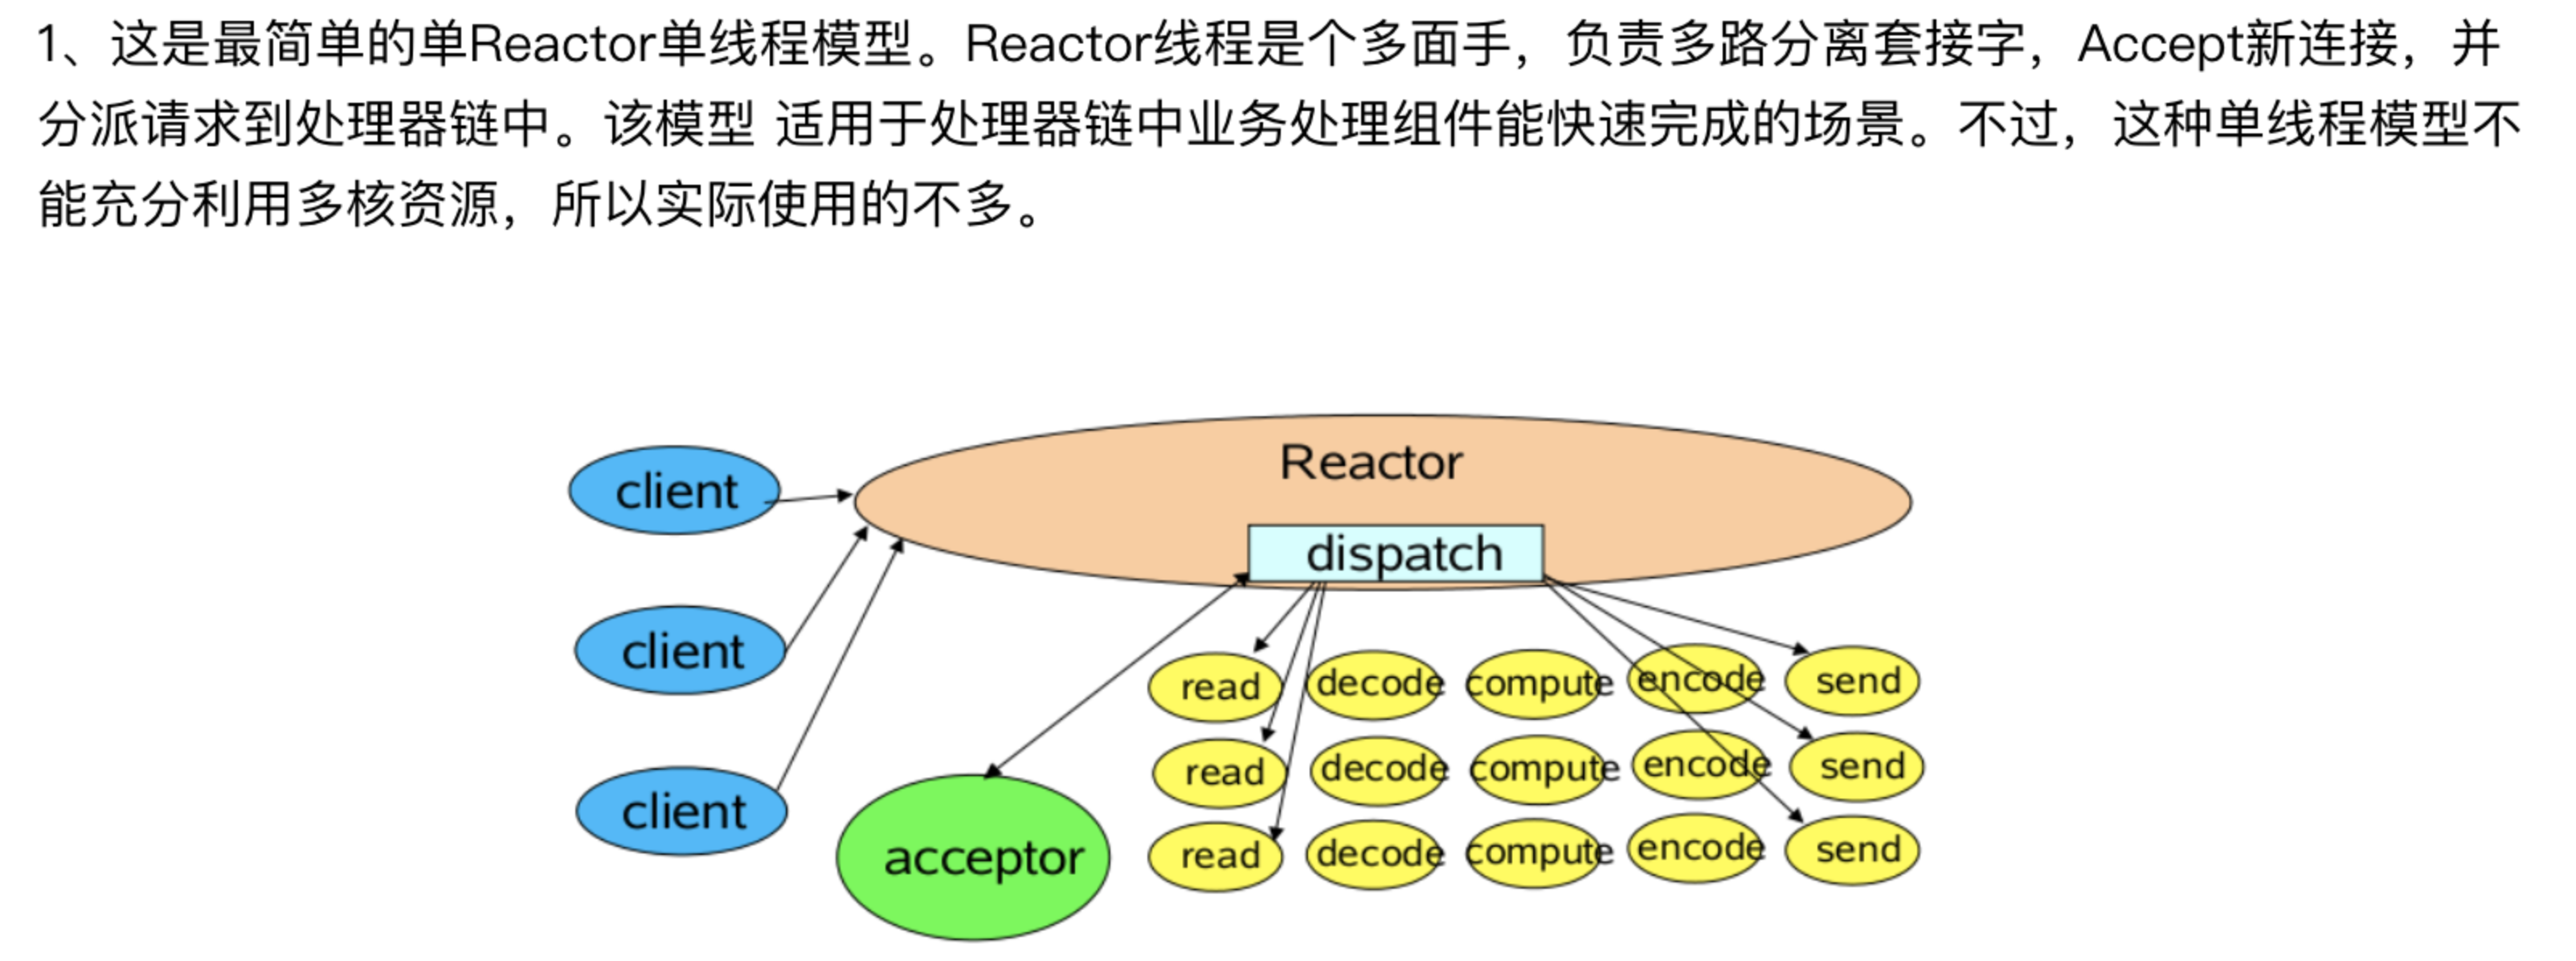 1、这是最简单的单Reactor单线程模型。Reactor线程是个多面手，负责多路分离套接字，Accept新连接，并
分派请求到处理器链中。该模型 适用于处理器链中业务处理组件能快速完成的场景。不过，这种单线程模型不
能充分利用多核资源，所以实际使用的不多。
Reactor
client
dispatch
client
read decode compute encode send
read decode compute encode send
client
acceptor
read decode compute encode send